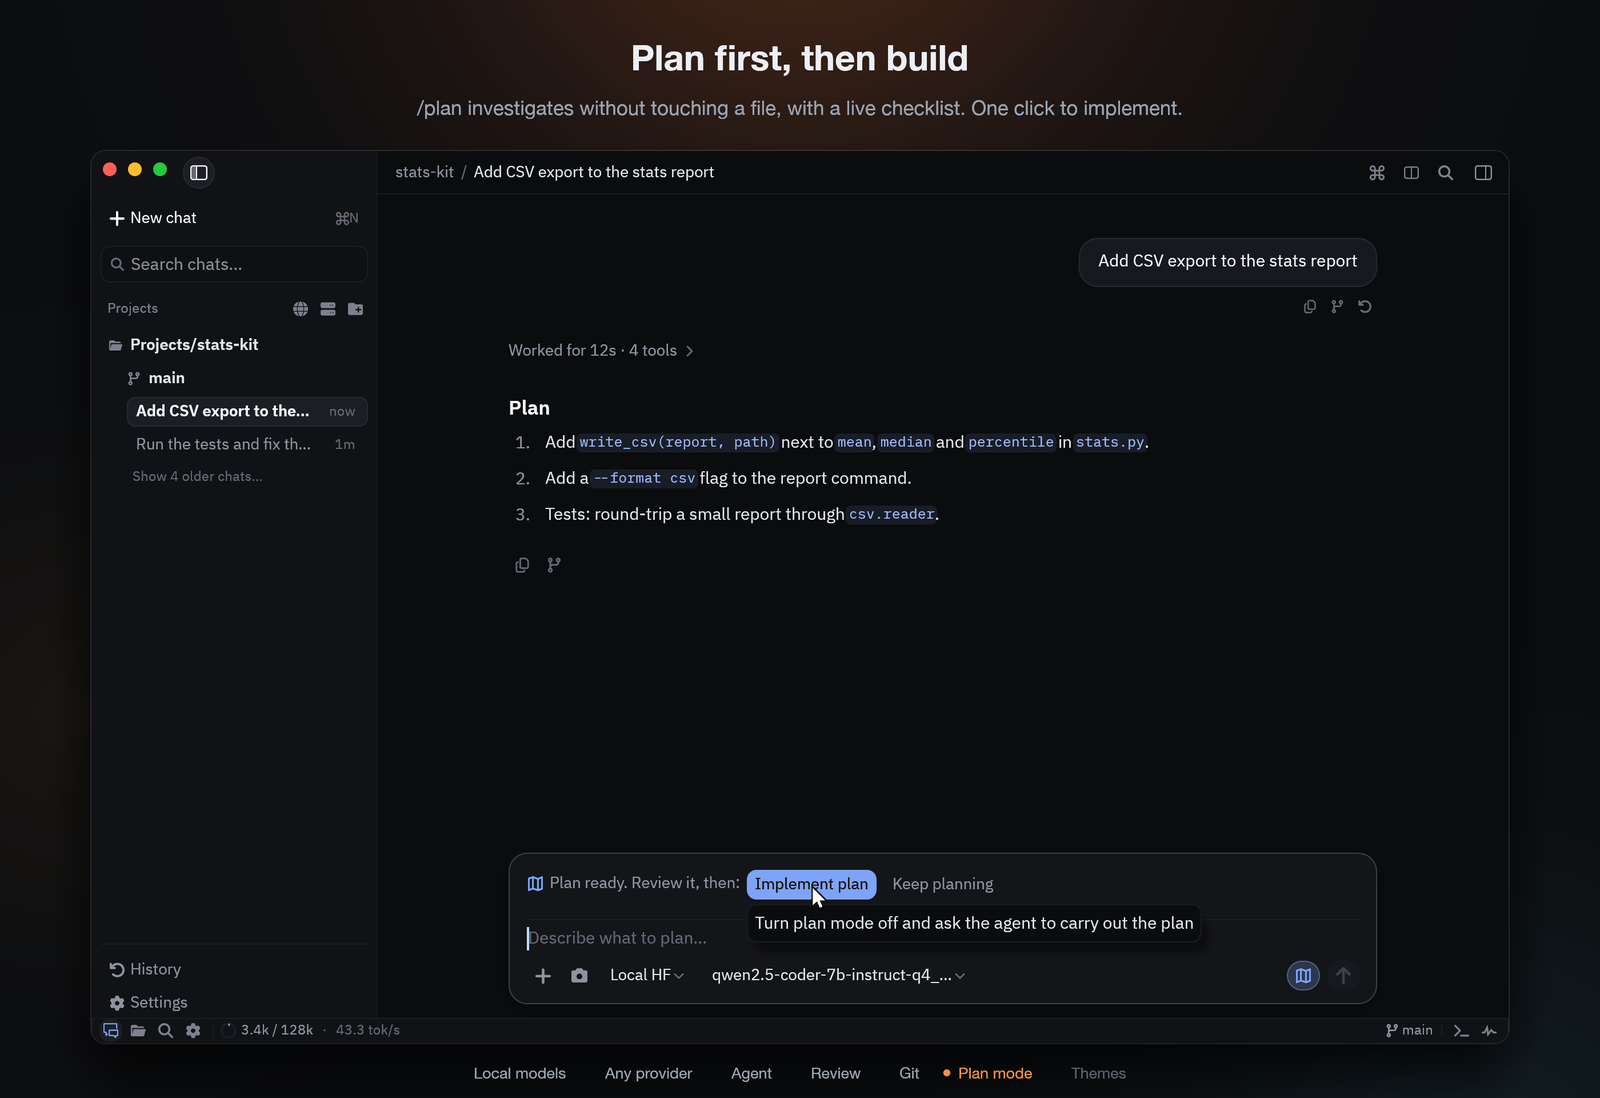 Plan first, then build
/plan investigates without touching a file, with a live checklist. One click to implement.
stats-kit / Add CSV export to the stats report
New chat ⌘N
Search chats...
Projects
Projects/stats-kit
main
Add CSV export to the... now
Run the tests and fix th... 1m
Show 4 older chats...
Add CSV export to the stats report
Worked for 12s · 4 tools
Plan
1. Add write_csv(report, path) next to mean, median and percentile in stats.py.
2. Add a --format csv flag to the report command.
3. Tests: round-trip a small report through csv.reader.
Plan ready. Review it, then: Implement plan Keep planning
Turn plan mode off and ask the agent to carry out the plan
Describe what to plan...
Local HF qwen2.5-coder-7b-instruct-q4_...
History
Settings
3.4k / 128k · 43.3 tok/s
main
Local models Any provider Agent Review Git Plan mode Themes